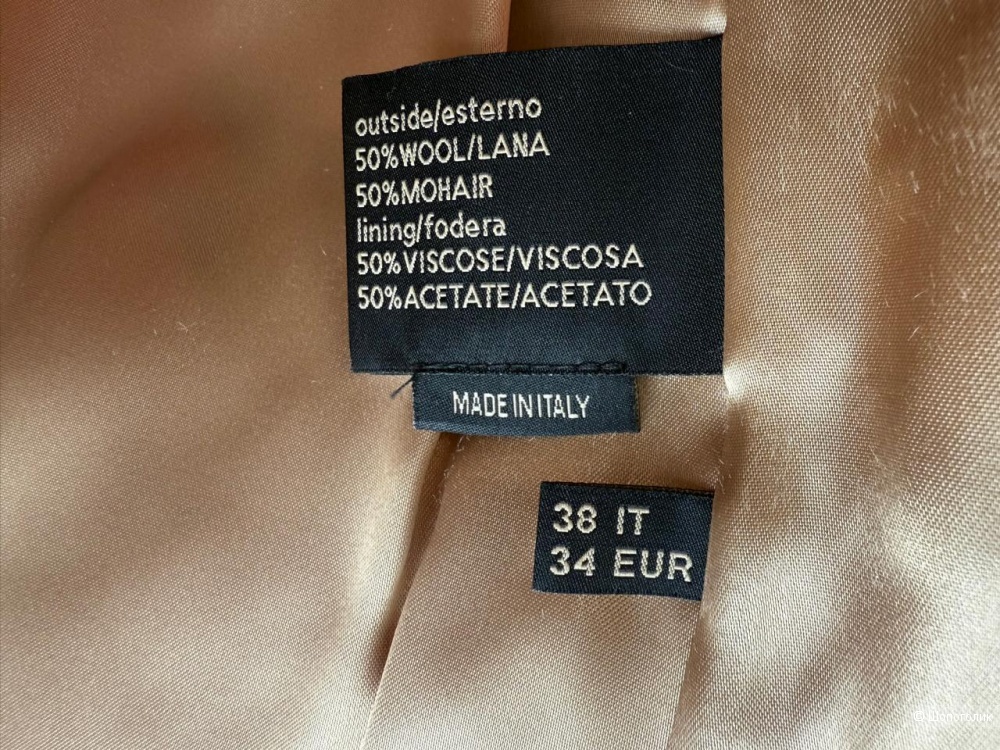 outside/esterno
50%WOOL/LANA
50%MOHAIR
lining/fodera
50%VISCOSE/VISCOSA
50%ACETATE/ACETATO
MADE IN ITALY
38 IT
34 EUR